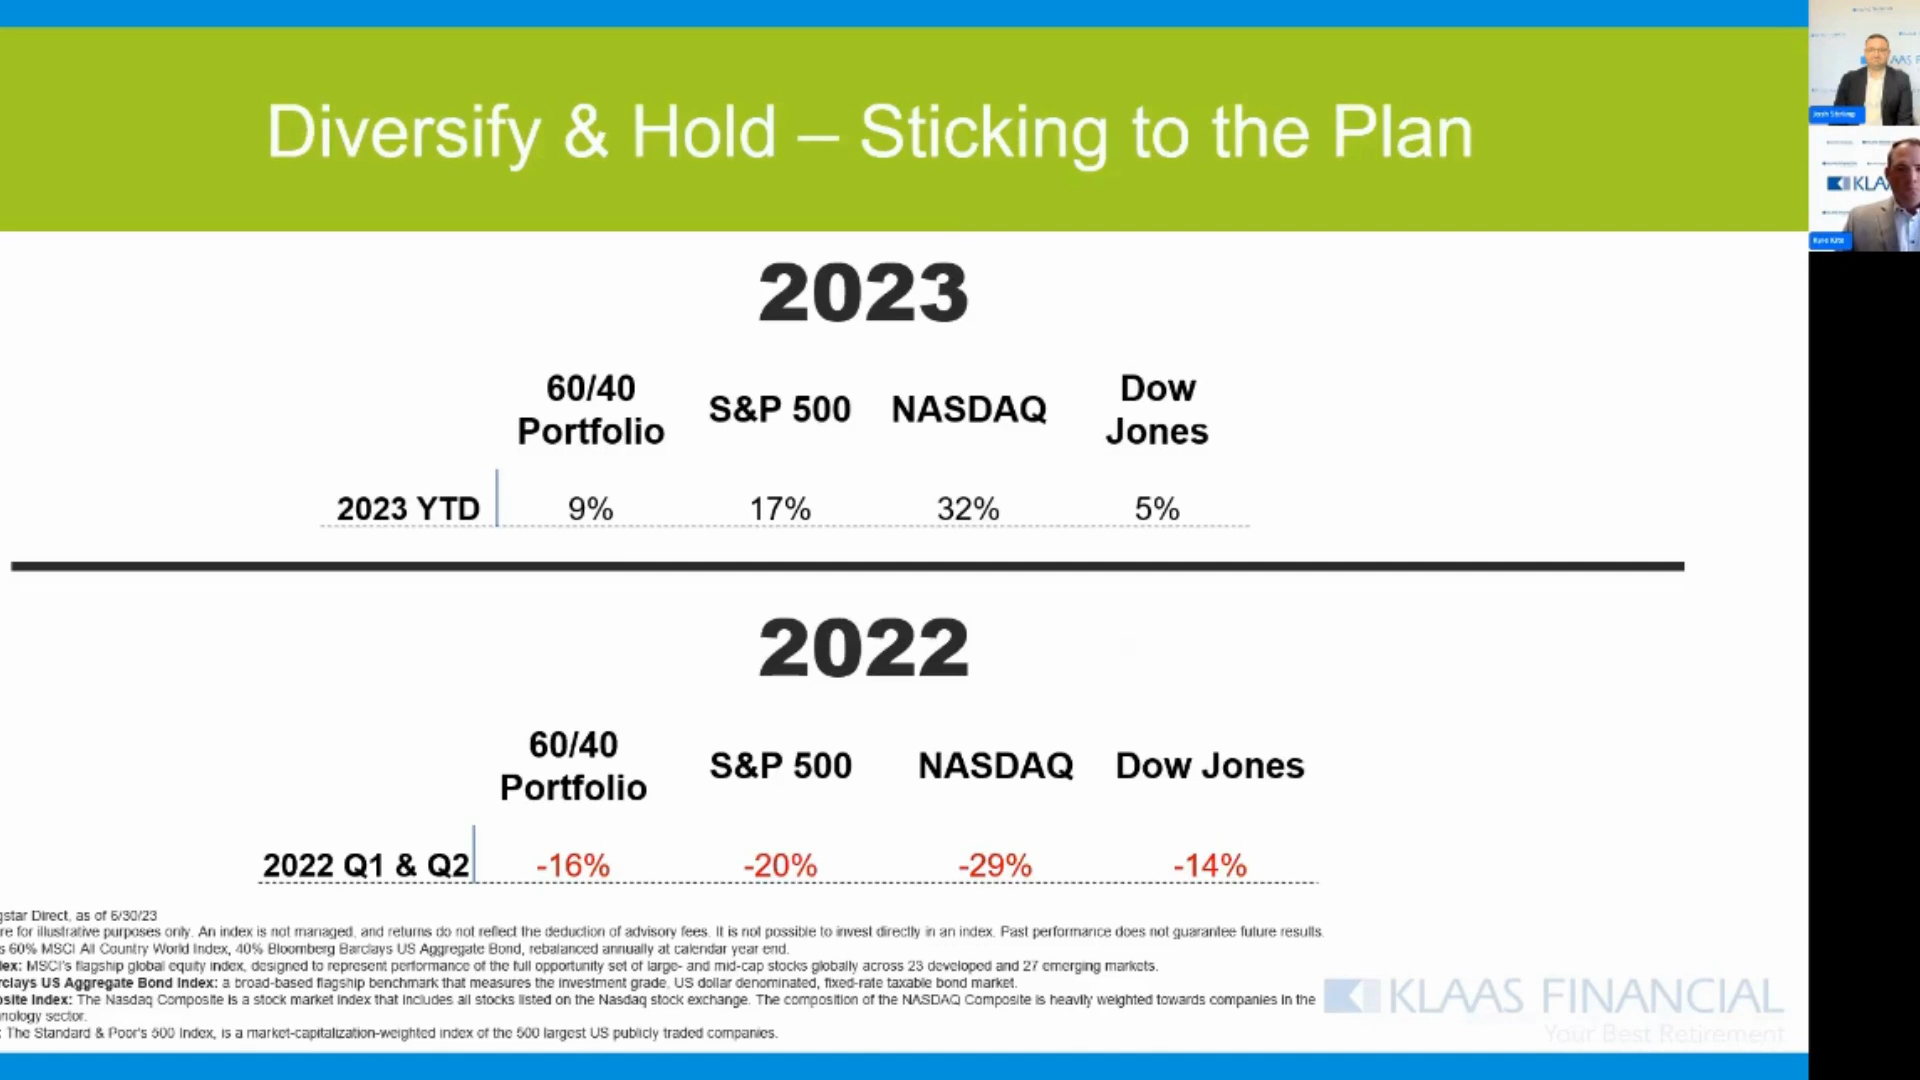 Diversify & Hold – Sticking to the Plan
2023
60/40 Portfolio S&P 500 NASDAQ Dow Jones
2023 YTD 9% 17% 32% 5%
2022
60/40 Portfolio S&P 500 NASDAQ Dow Jones
2022 Q1 & Q2 -16% -20% -29% -14%
gstar Direct, as of 6/30/23
re for illustrative purposes only. An index is not managed, and returns do not reflect the deduction of advisory fees. It is not possible to invest directly in an index. Past performance does not guarantee future results.
s 60% MSCI All Country World Index, 40% Bloomberg Barclays US Aggregate Bond, rebalanced annually at calendar year end.
lex: MSCI's flagship global equity index, designed to represent performance of the full opportunity set of large- and mid-cap stocks globally across 23 developed and 27 emerging markets.
rclays US Aggregate Bond Index: a broad-based flagship benchmark that measures the investment grade, US dollar denominated, fixed-rate taxable bond market.
osite Index: The Nasdaq Composite is a stock market index that includes all stocks listed on the Nasdaq stock exchange. The composition of the NASDAQ Composite is heavily weighted towards companies in the
nology sector.
: The Standard & Poor's 500 Index, is a market-capitalization-weighted index of the 500 largest US publicly traded companies.
KLAAS FINANCIAL
Your Best Retirement
AAS F
KLA